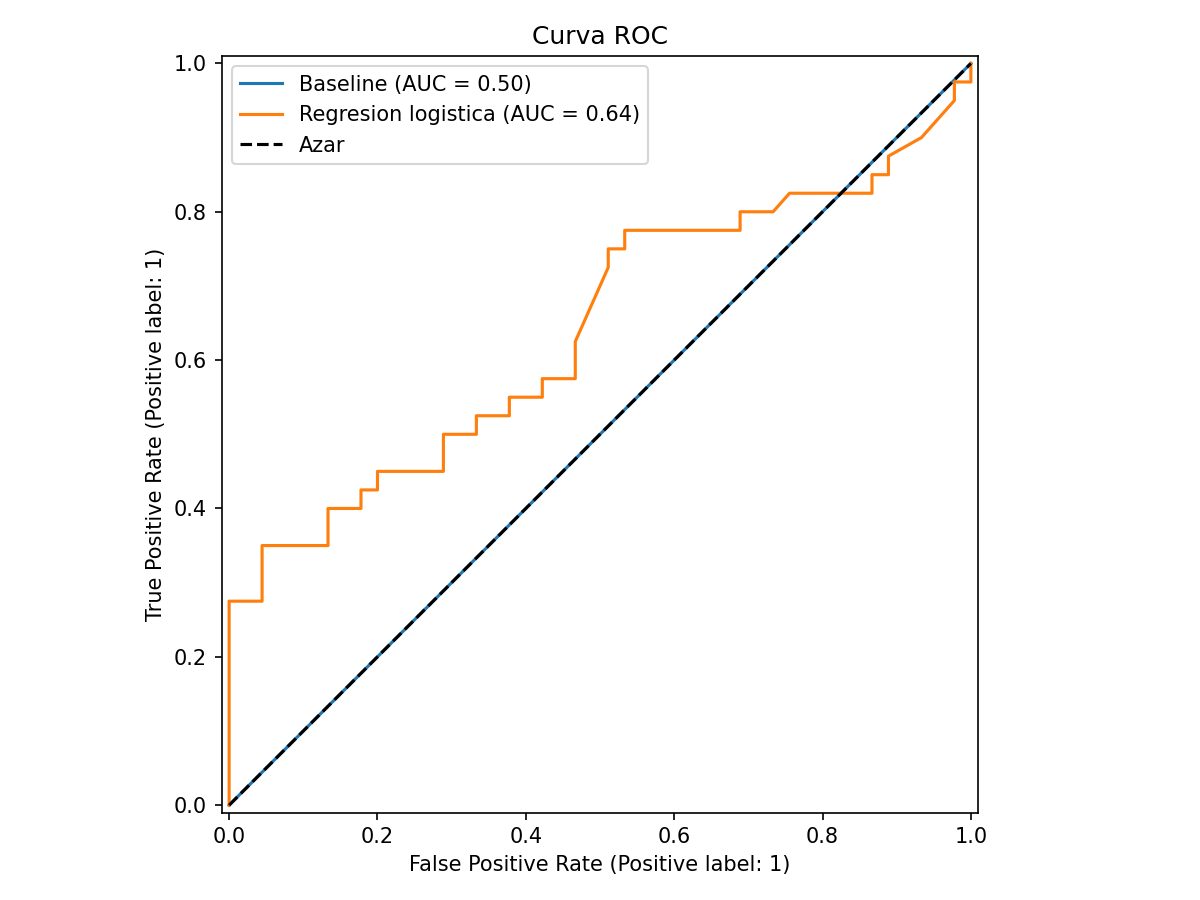 Curva ROC
Baseline (AUC = 0.50)
Regresion logistica (AUC = 0.64)
Azar
1.0
0.8
0.6
0.4
0.2
0.0
True Positive Rate (Positive label: 1)
0.0 0.2 0.4 0.6 0.8 1.0
False Positive Rate (Positive label: 1)